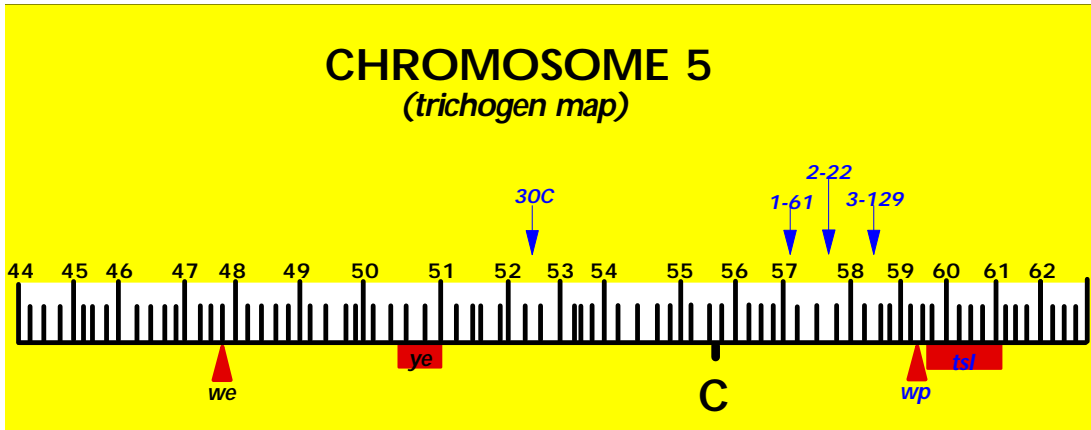 CHROMOSOME 5
(trichogen map)
2-22
30C 1-61 3-129
44 45 46 47 48 49 50 51 52 53 54 55 56 57 58 59 60 61 62
we ye C wp tsl